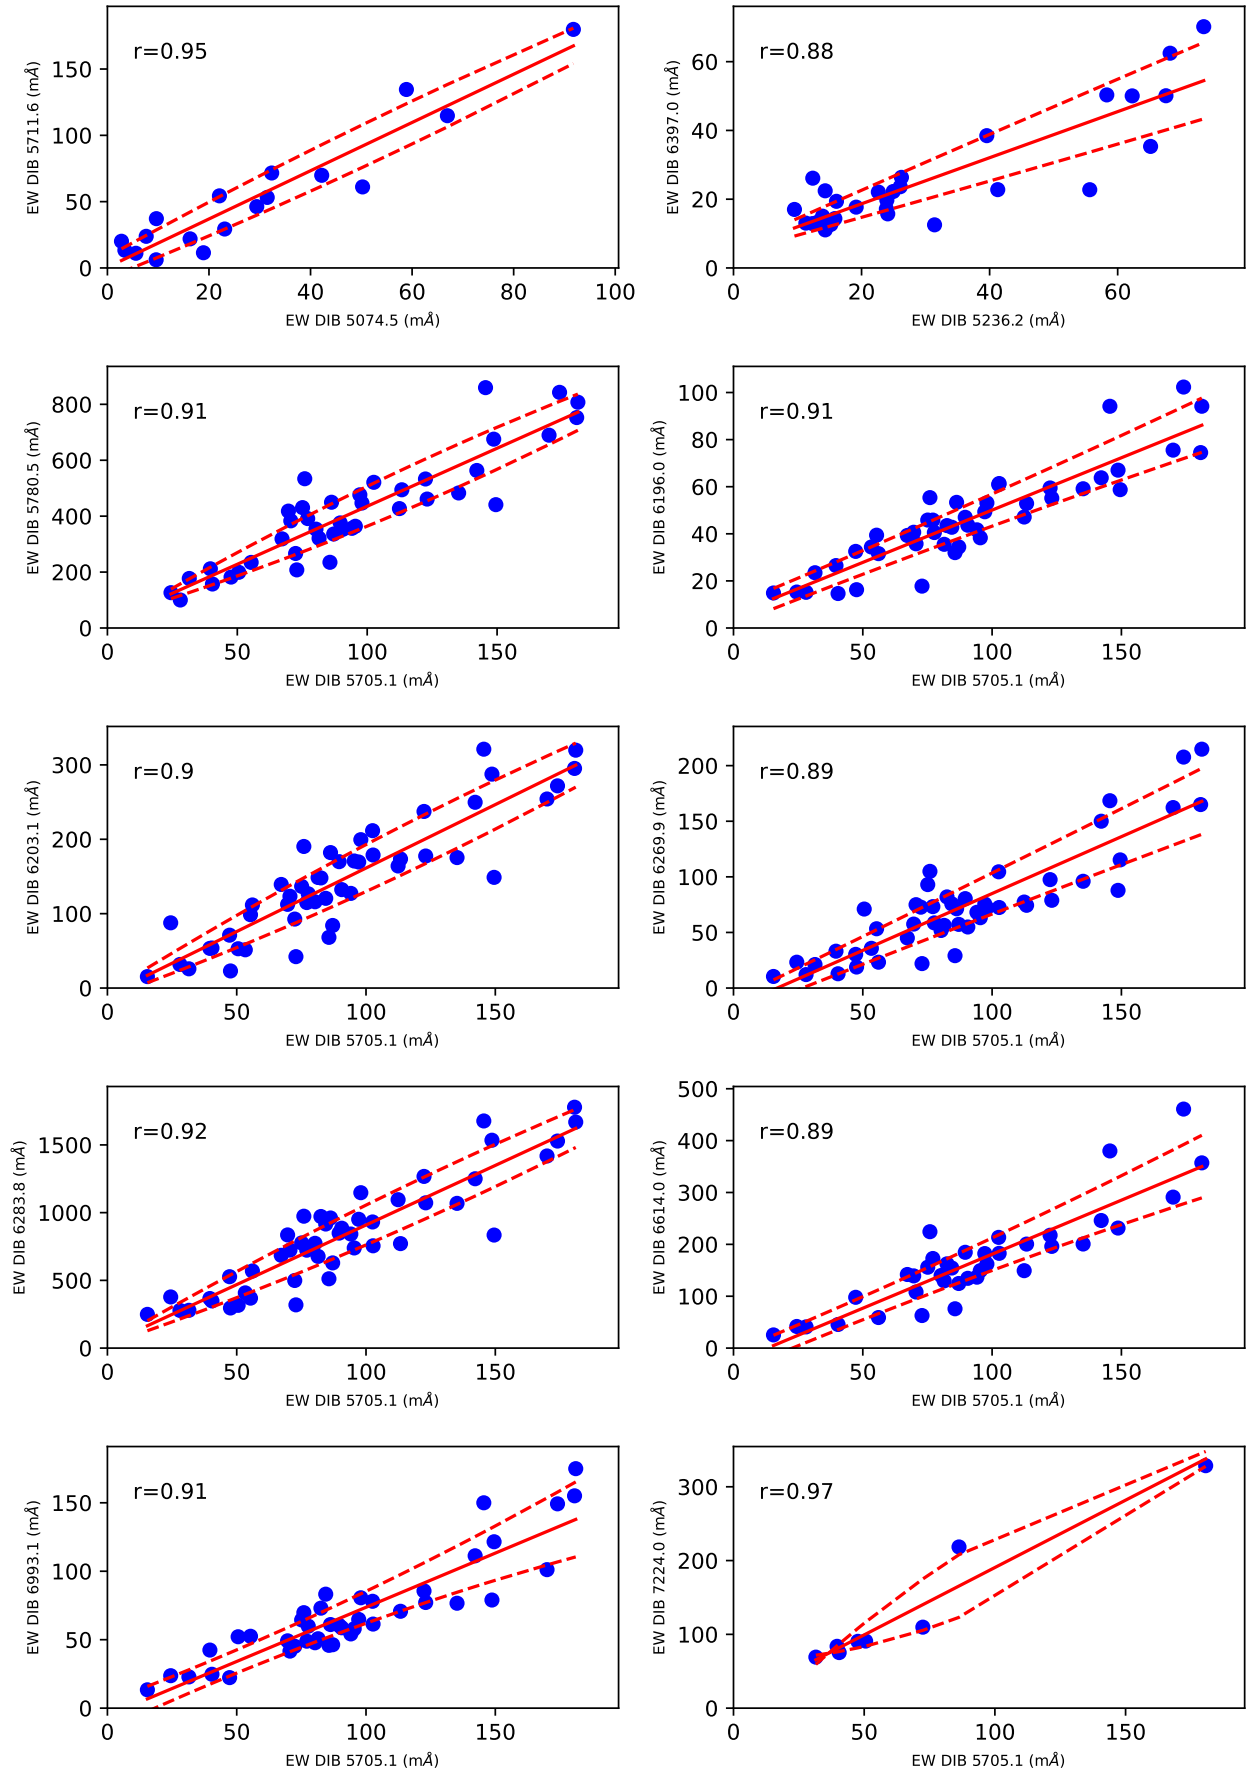 r=0.95
EW DIB 5711.6 (mÅ)
150
100
50
0
0 20 40 60 80 100
EW DIB 5074.5 (mÅ)
r=0.88
EW DIB 6397.0 (mÅ)
60
40
20
0
0 20 40 60
EW DIB 5236.2 (mÅ)
r=0.91
EW DIB 5780.5 (mÅ)
800
600
400
200
0
0 50 100 150
EW DIB 5705.1 (mÅ)
r=0.91
EW DIB 6196.0 (mÅ)
100
80
60
40
20
0
0 50 100 150
EW DIB 5705.1 (mÅ)
r=0.9
EW DIB 6203.1 (mÅ)
300
200
100
0
0 50 100 150
EW DIB 5705.1 (mÅ)
r=0.89
EW DIB 6269.9 (mÅ)
200
150
100
50
0
0 50 100 150
EW DIB 5705.1 (mÅ)
r=0.92
EW DIB 6283.8 (mÅ)
1500
1000
500
0
0 50 100 150
EW DIB 5705.1 (mÅ)
r=0.89
EW DIB 6614.0 (mÅ)
500
400
300
200
100
0
0 50 100 150
EW DIB 5705.1 (mÅ)
r=0.91
EW DIB 6993.1 (mÅ)
150
100
50
0
0 50 100 150
EW DIB 5705.1 (mÅ)
r=0.97
EW DIB 7224.0 (mÅ)
300
200
100
0
0 50 100 150
EW DIB 5705.1 (mÅ)